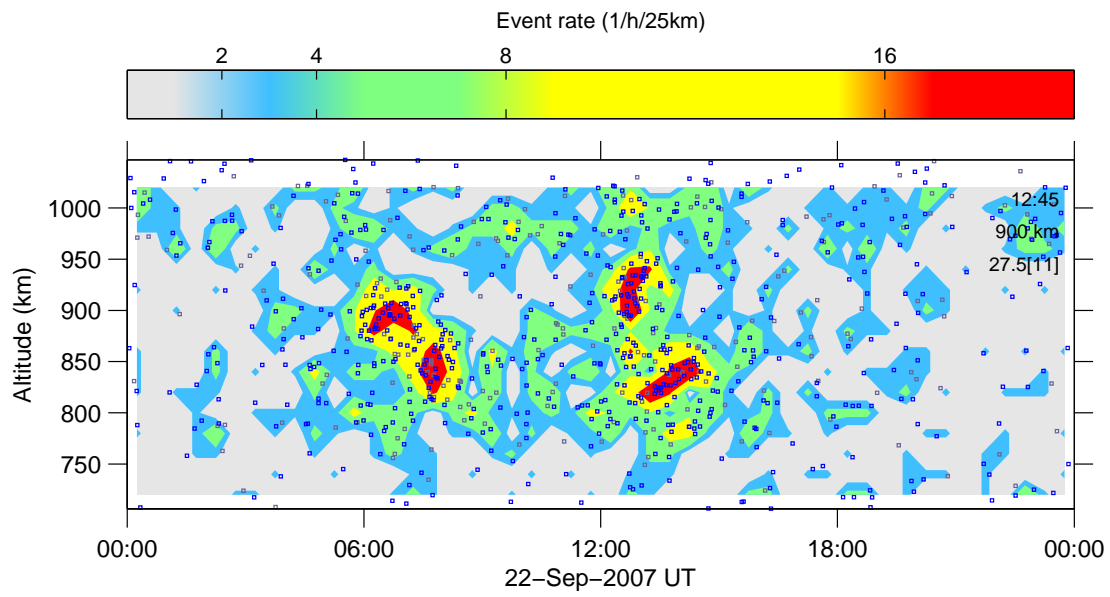 Event rate (1/h/25km)
2 4 8 16
1000
950
900
850
800
750
Altitude (km)
12:45
900 km
27.5[11]
00:00 06:00 12:00 18:00 00:00
22−Sep−2007 UT